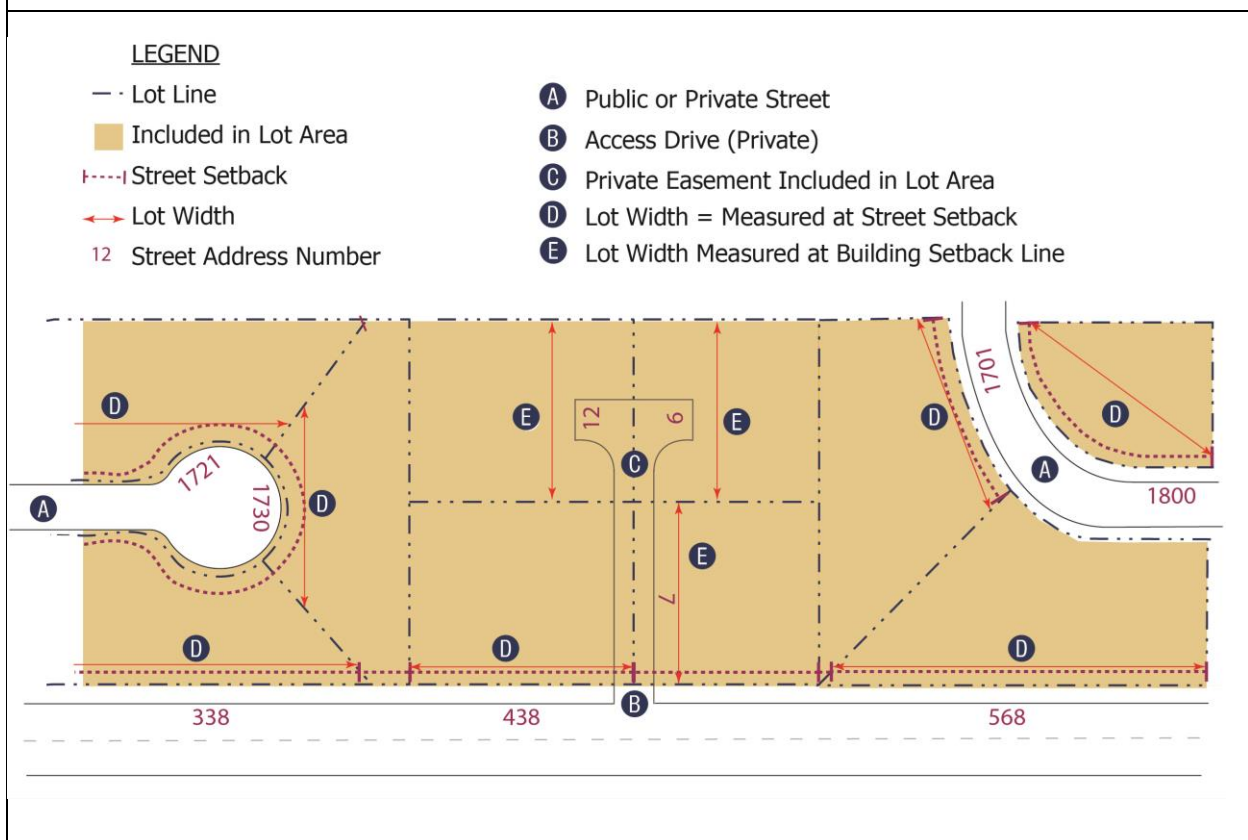 LEGEND
Lot Line
Included in Lot Area
Street Setback
Lot Width
12 Street Address Number
A Public or Private Street
B Access Drive (Private)
C Private Easement Included in Lot Area
D Lot Width = Measured at Street Setback
E Lot Width Measured at Building Setback Line
1701
D
E
12
9
E
D
D
1721
C
A
A
1730
D
1800
E
7
D
D
D
338
438
B
568